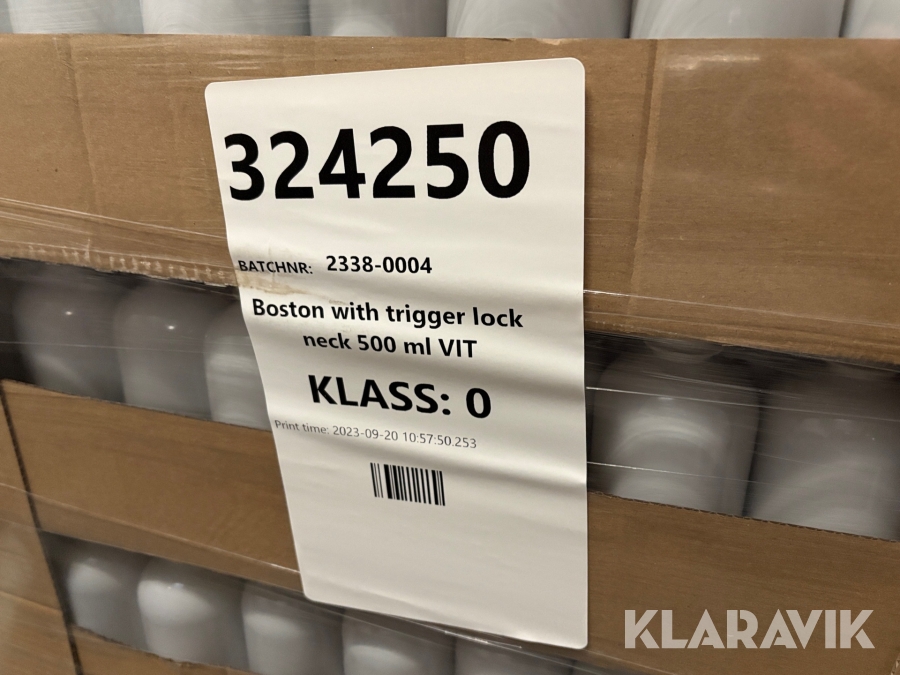 324250
BATCHNR: 2338-0004
Boston with trigger lock
neck 500 ml VIT
KLASS: 0
Print time: 2023-09-20 10:57:50.253
KLARAVIK